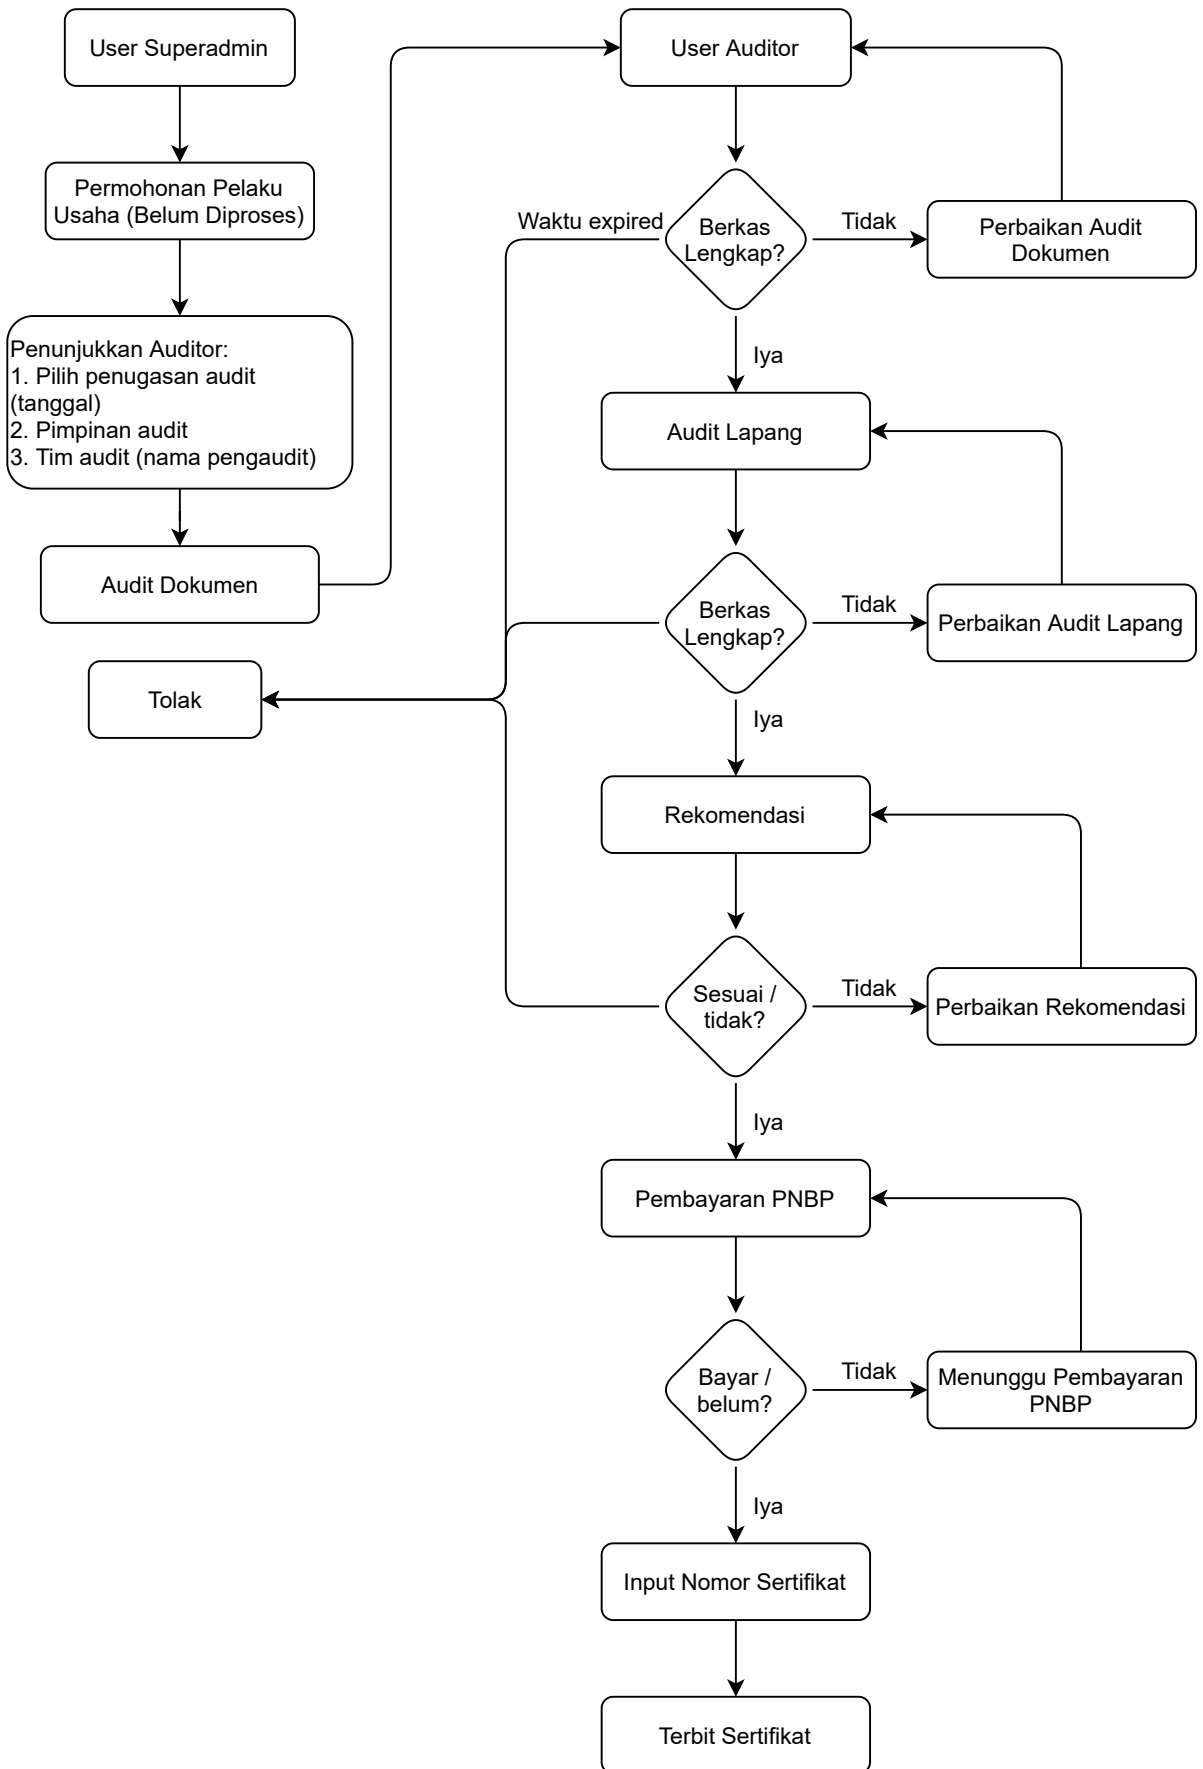 User Superadmin
Permohonan Pelaku
Usaha (Belum Diproses)
Penunjukkan Auditor:
1. Pilih penugasan audit
(tanggal)
2. Pimpinan audit
3. Tim audit (nama pengaudit)
Audit Dokumen
Tolak
User Auditor
Waktu expired
Berkas
Lengkap?
Tidak
Perbaikan Audit
Dokumen
Iya
Audit Lapang
Berkas
Lengkap?
Tidak
Perbaikan Audit Lapang
Iya
Rekomendasi
Sesuai /
tidak?
Tidak
Perbaikan Rekomendasi
Iya
Pembayaran PNBP
Bayar /
belum?
Tidak
Menunggu Pembayaran
PNBP
Iya
Input Nomor Sertifikat
Terbit Sertifikat